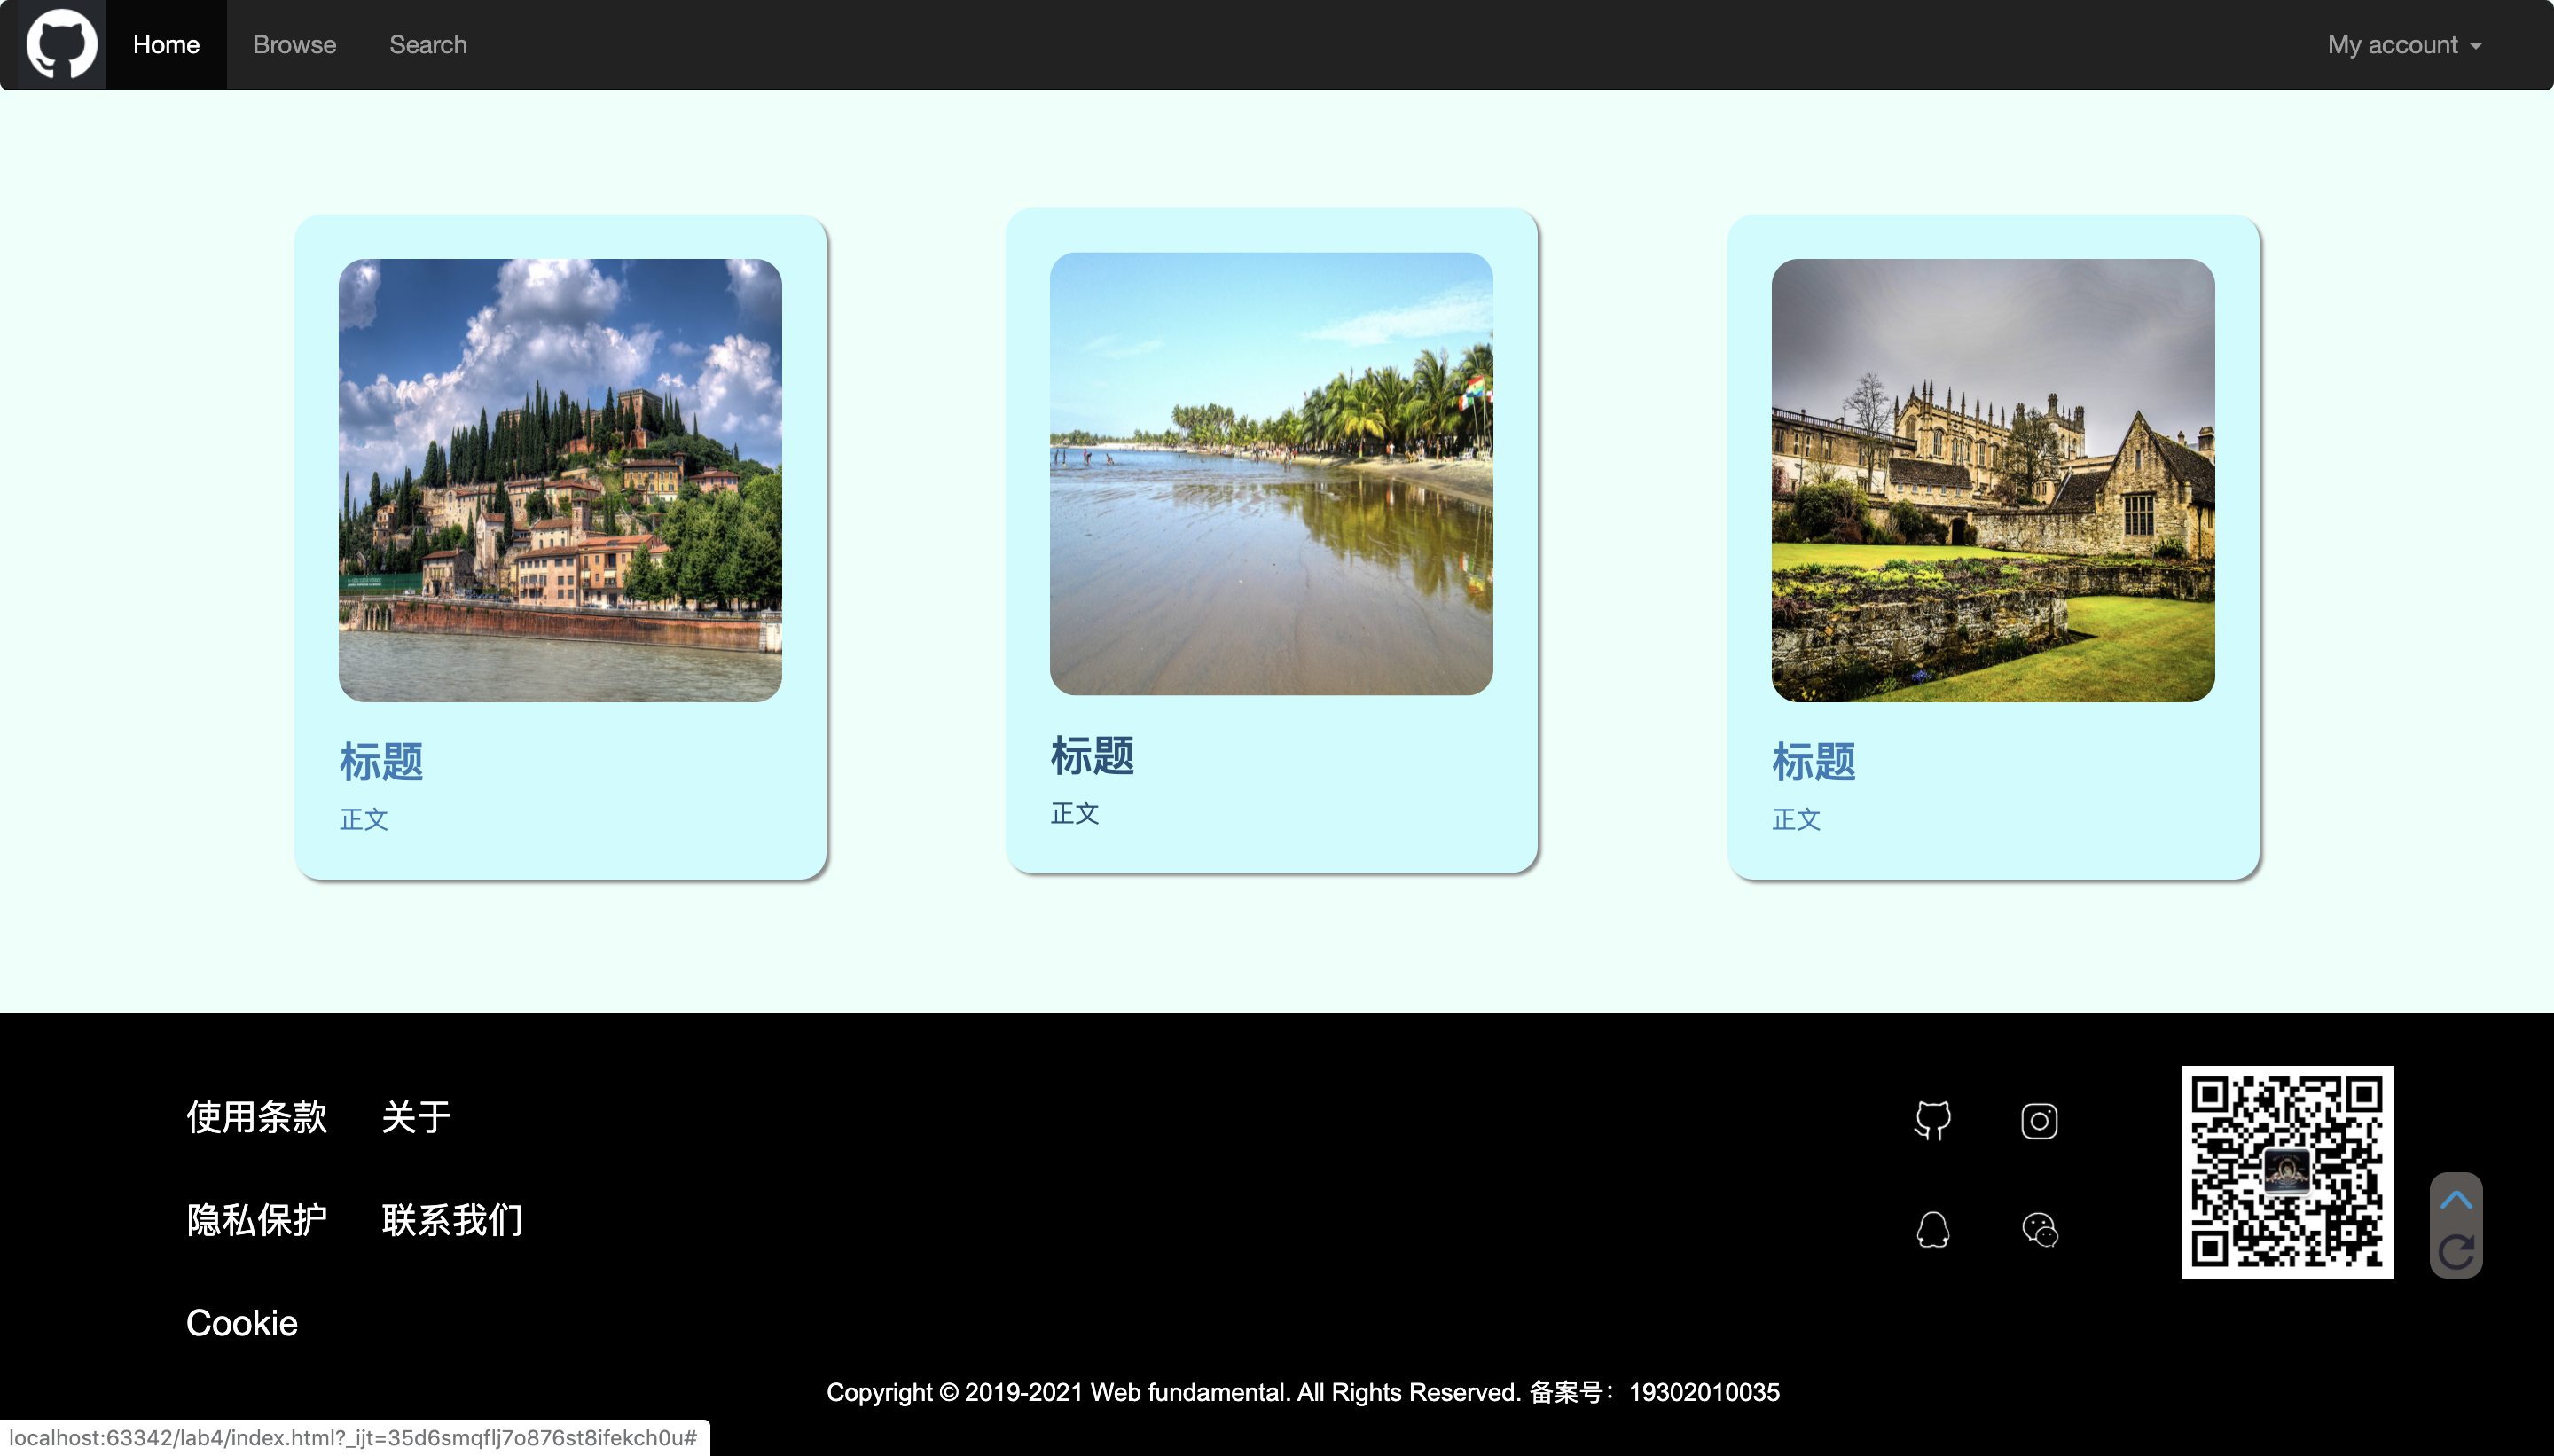 Home Browse Search My account
标题 标题 标题
正文 正文 正文
使用条款 关于
隐私保护 联系我们
Cookie
Copyright © 2019-2021 Web fundamental. All Rights Reserved. 备案号：19302010035
localhost:63342/lab4/index.html?_ijt=35d6smqflj7o876st8ifekch0u#